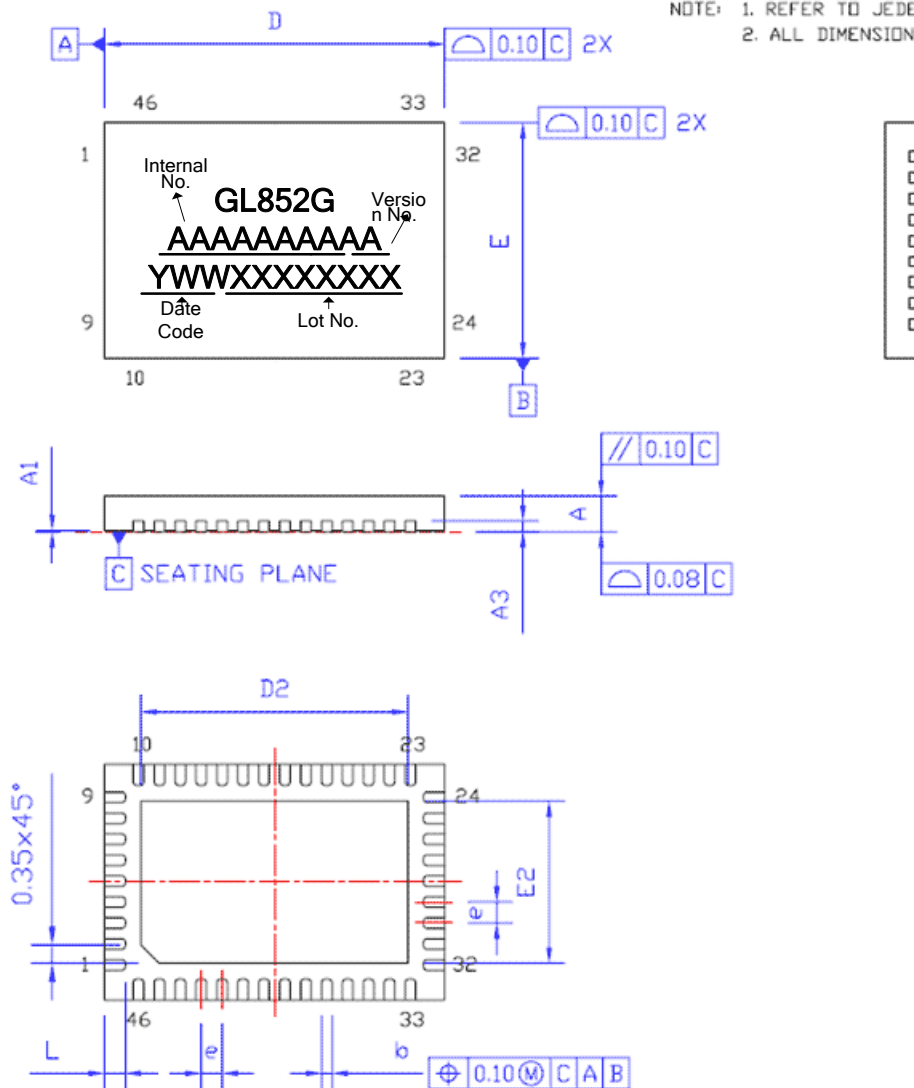 NOTE: 1. REFER TO JEDE
2. ALL DIMENSION
D
A
0.10 C 2X
46 33
0.10 C 2X
1 32
Internal
No.
GL852G
Versio
n No.
AAAAAAAAAA
YWWXXXXXXXX
E
Date
Code
Lot No.
9 24
10 23
B
A1
// 0.10 C
A
C SEATING PLANE
A3
0.08 C
D2
10 23
9 24
0.35x45°
E2
e
1 32
46 33
L e b
⌖ 0.10 Ⓜ C A B